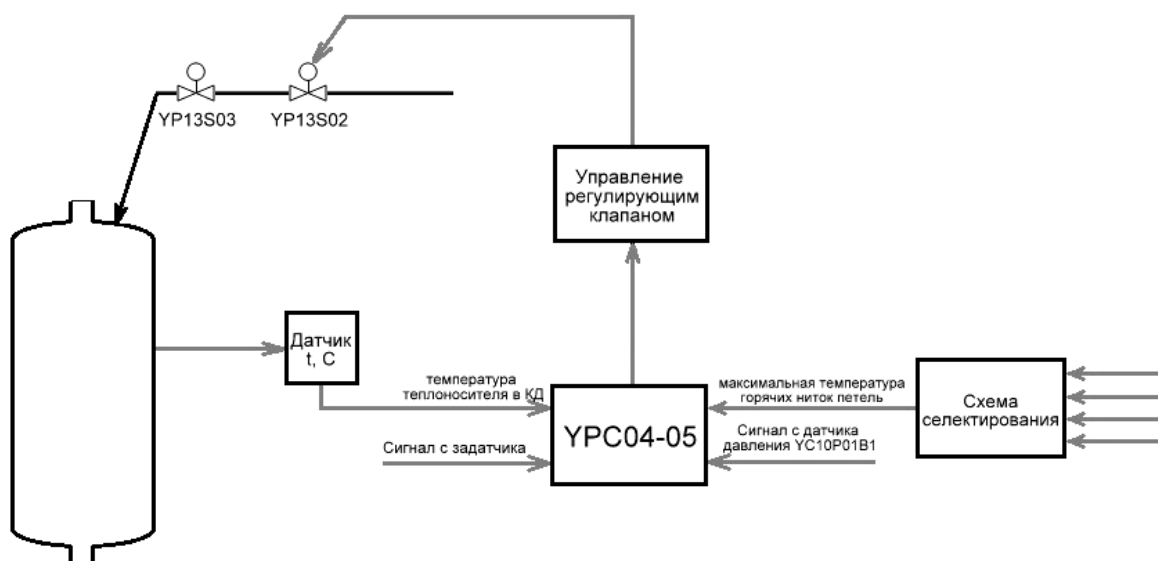 YP13S03
YP13S02
Управление
регулирующим
клапаном
Датчик
t, C
температура
теплоносителя в КД
Сигнал с задатчика
YPC04-05
максимальная температура
горячих ниток петель
Сигнал с датчика
давления YC10P01B1
Схема
селектирования